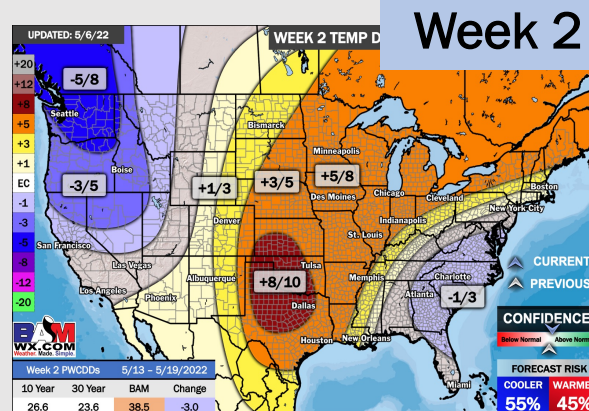 Week 2
UPDATED: 5/6/22
WEEK 2 TEMP
+20
+12
+8
+5
+3
+1
EC
-1
-3
-5
-8
-12
-20
-5/8
Seattle
Bismarck
Minneapolis
Boise
-3/5
+1/3
+3/5
+5/8
Des Moines
Chicago
Cleveland
Boston
New York City
Denver
Indianapolis
St. Louis
San Francisco
Las Vegas
Los Angeles
Albuquerque
Phoenix
Tulsa
+8/10
Dallas
Memphis
Charlotte
Atlanta
-1/3
Houston
New Orleans
Miami
CURRENT
PREVIOUS
CONFIDENCE
Below Normal
Above
FORECAST RISK
COOLER
WARMER
55%
45%
BAM
WX.COM
Weather. Made. Simple.
Week 2 PWCDDs 5/13 – 5/19/2022
10 Year 30 Year BAM Change
26.6 23.6 38.5 -3.0